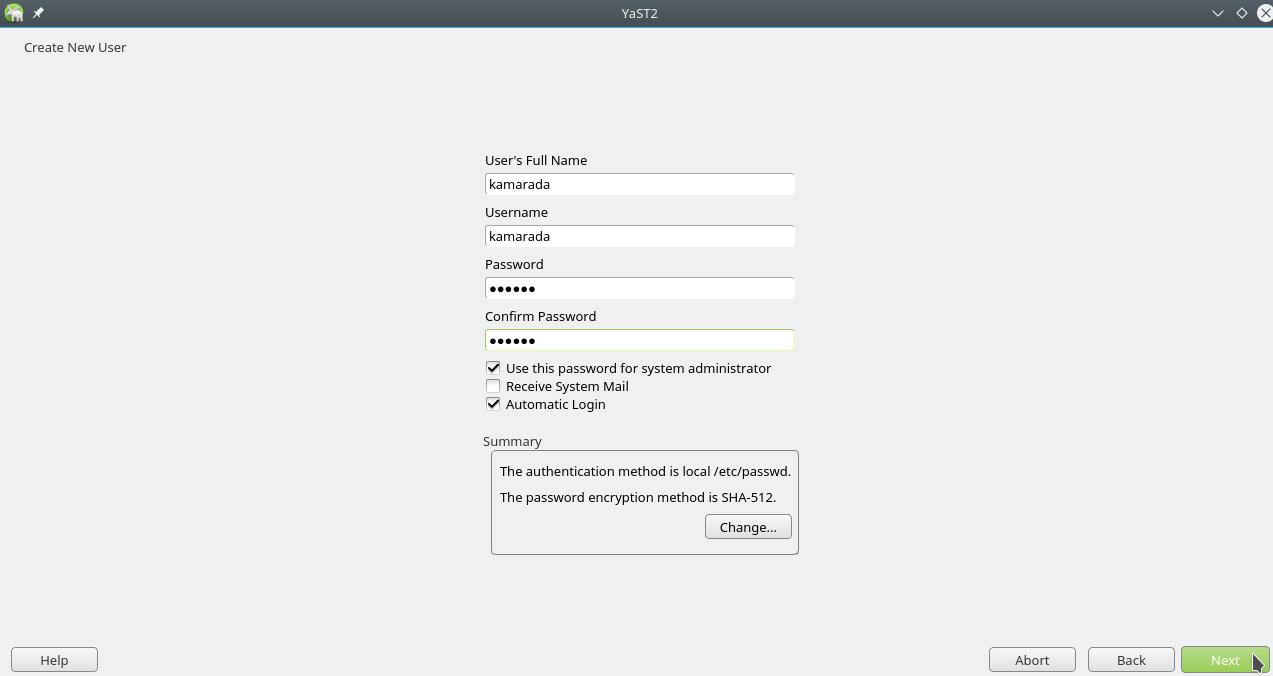 YaST2
Create New User
User's Full Name
kamarada
Username
kamarada
Password
●●●●●●
Confirm Password
●●●●●●
Use this password for system administrator
Receive System Mail
Automatic Login
Summary
The authentication method is local /etc/passwd.
The password encryption method is SHA-512.
Change...
Help Abort Back Next